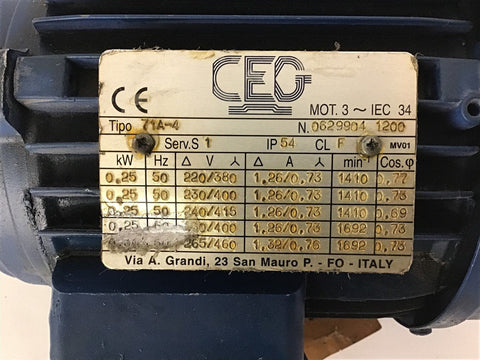 CEG
CE
MOT. 3 ~ IEC 34
Tipo 71A-4 N. 0629904 1200
Serv.S 1 IP 54 CL F MV01
kW Hz Δ V ⅄ Δ A ⅄ min⁻¹ Cos.φ
0,25 50 220/380 1.26/0.73 1410 0.77
0,25 50 230/400 1.26/0.73 1410 0.73
0,25 50 240/415 1.26/0.73 1410 0.69
0.25 /400 1.26/0.73 1692 0.73
265/460 1.32/0.76 1692 0.73
Via A. Grandi, 23 San Mauro P. - FO - ITALY